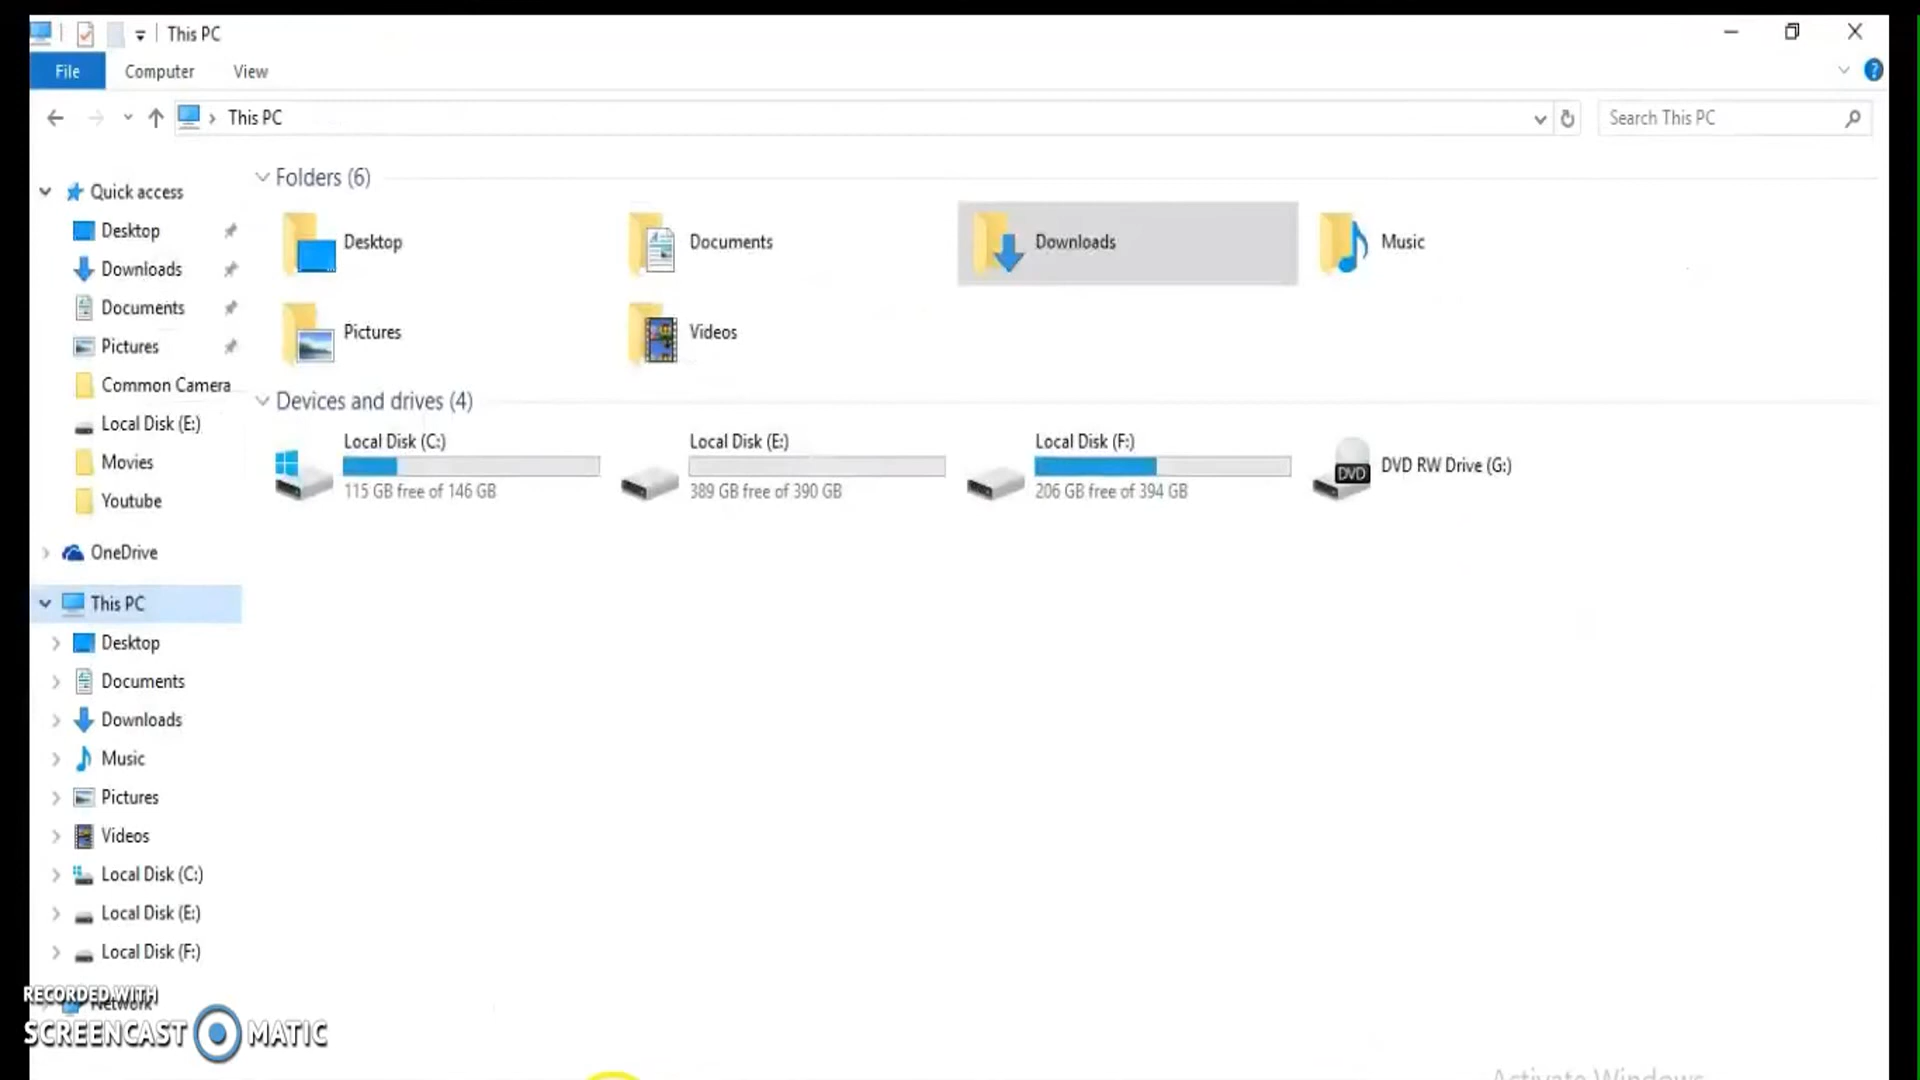 This PC
File Computer View
This PC
Search This PC
Quick access
Desktop
Downloads
Documents
Pictures
Common Camera
Local Disk (E:)
Movies
Youtube
OneDrive
This PC
Desktop
Documents
Downloads
Music
Pictures
Videos
Local Disk (C:)
Local Disk (E:)
Local Disk (F:)
Network
Folders (6)
Desktop
Documents
Downloads
Music
Pictures
Videos
Devices and drives (4)
Local Disk (C:)
115 GB free of 146 GB
Local Disk (E:)
389 GB free of 390 GB
Local Disk (F:)
206 GB free of 394 GB
DVD
DVD RW Drive (G:)
RECORDED WITH
SCREENCAST MATIC
Activate Windows